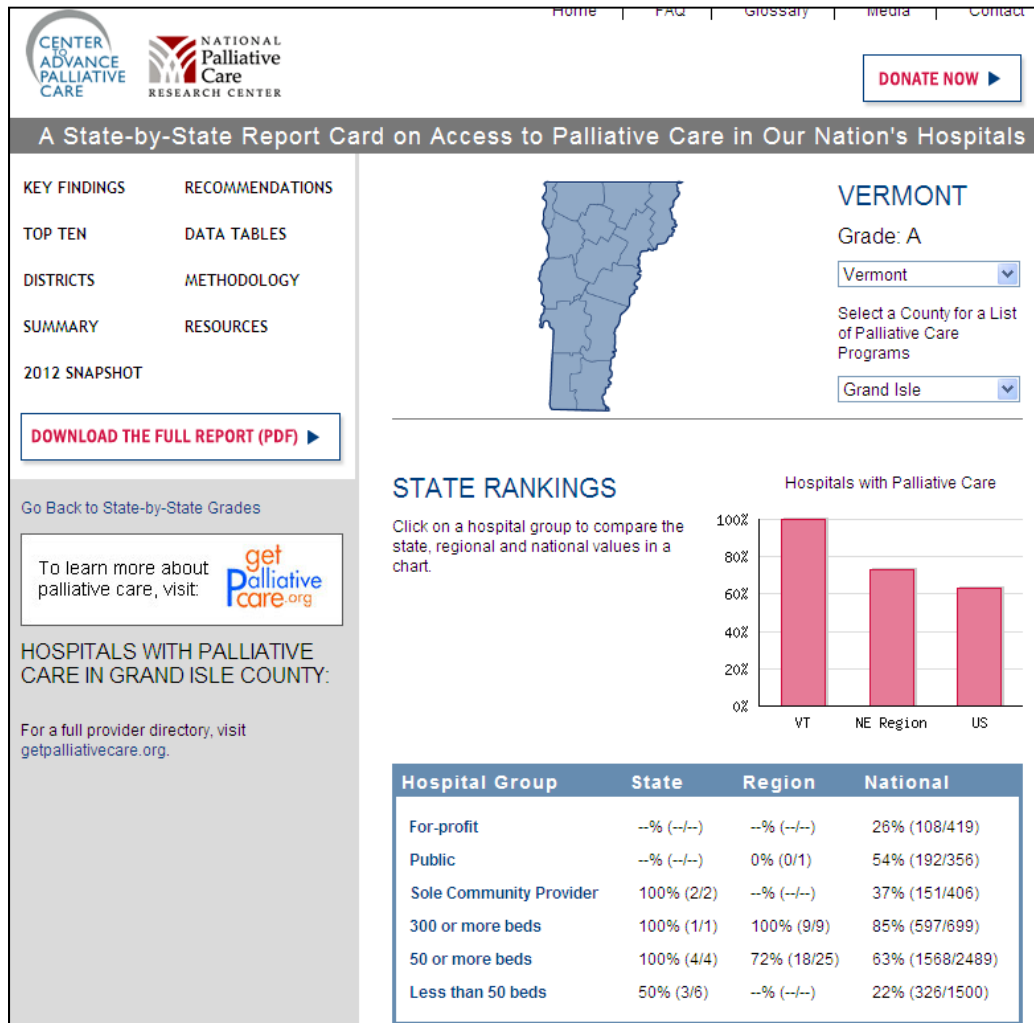 Home | FAQ | Glossary | Media | Contact
CENTER
TO
ADVANCE
PALLIATIVE
CARE
NATIONAL
Palliative
Care
RESEARCH CENTER
DONATE NOW
A State-by-State Report Card on Access to Palliative Care in Our Nation's Hospitals
KEY FINDINGS RECOMMENDATIONS
TOP TEN DATA TABLES
DISTRICTS METHODOLOGY
SUMMARY RESOURCES
2012 SNAPSHOT
DOWNLOAD THE FULL REPORT (PDF)
Go Back to State-by-State Grades
To learn more about
palliative care, visit:
get
Palliative
care.org
HOSPITALS WITH PALLIATIVE
CARE IN GRAND ISLE COUNTY:
For a full provider directory, visit
getpalliativecare.org.
VERMONT
Grade: A
Vermont
Select a County for a List
of Palliative Care
Programs
Grand Isle
STATE RANKINGS
Click on a hospital group to compare the
state, regional and national values in a
chart.
Hospitals with Palliative Care
100%
80%
60%
40%
20%
0%
VT NE Region US
Hospital Group State Region National
For-profit --% (--/--) --% (--/--) 26% (108/419)
Public --% (--/--) 0% (0/1) 54% (192/356)
Sole Community Provider 100% (2/2) --% (--/--) 37% (151/406)
300 or more beds 100% (1/1) 100% (9/9) 85% (597/699)
50 or more beds 100% (4/4) 72% (18/25) 63% (1568/2489)
Less than 50 beds 50% (3/6) --% (--/--) 22% (326/1500)